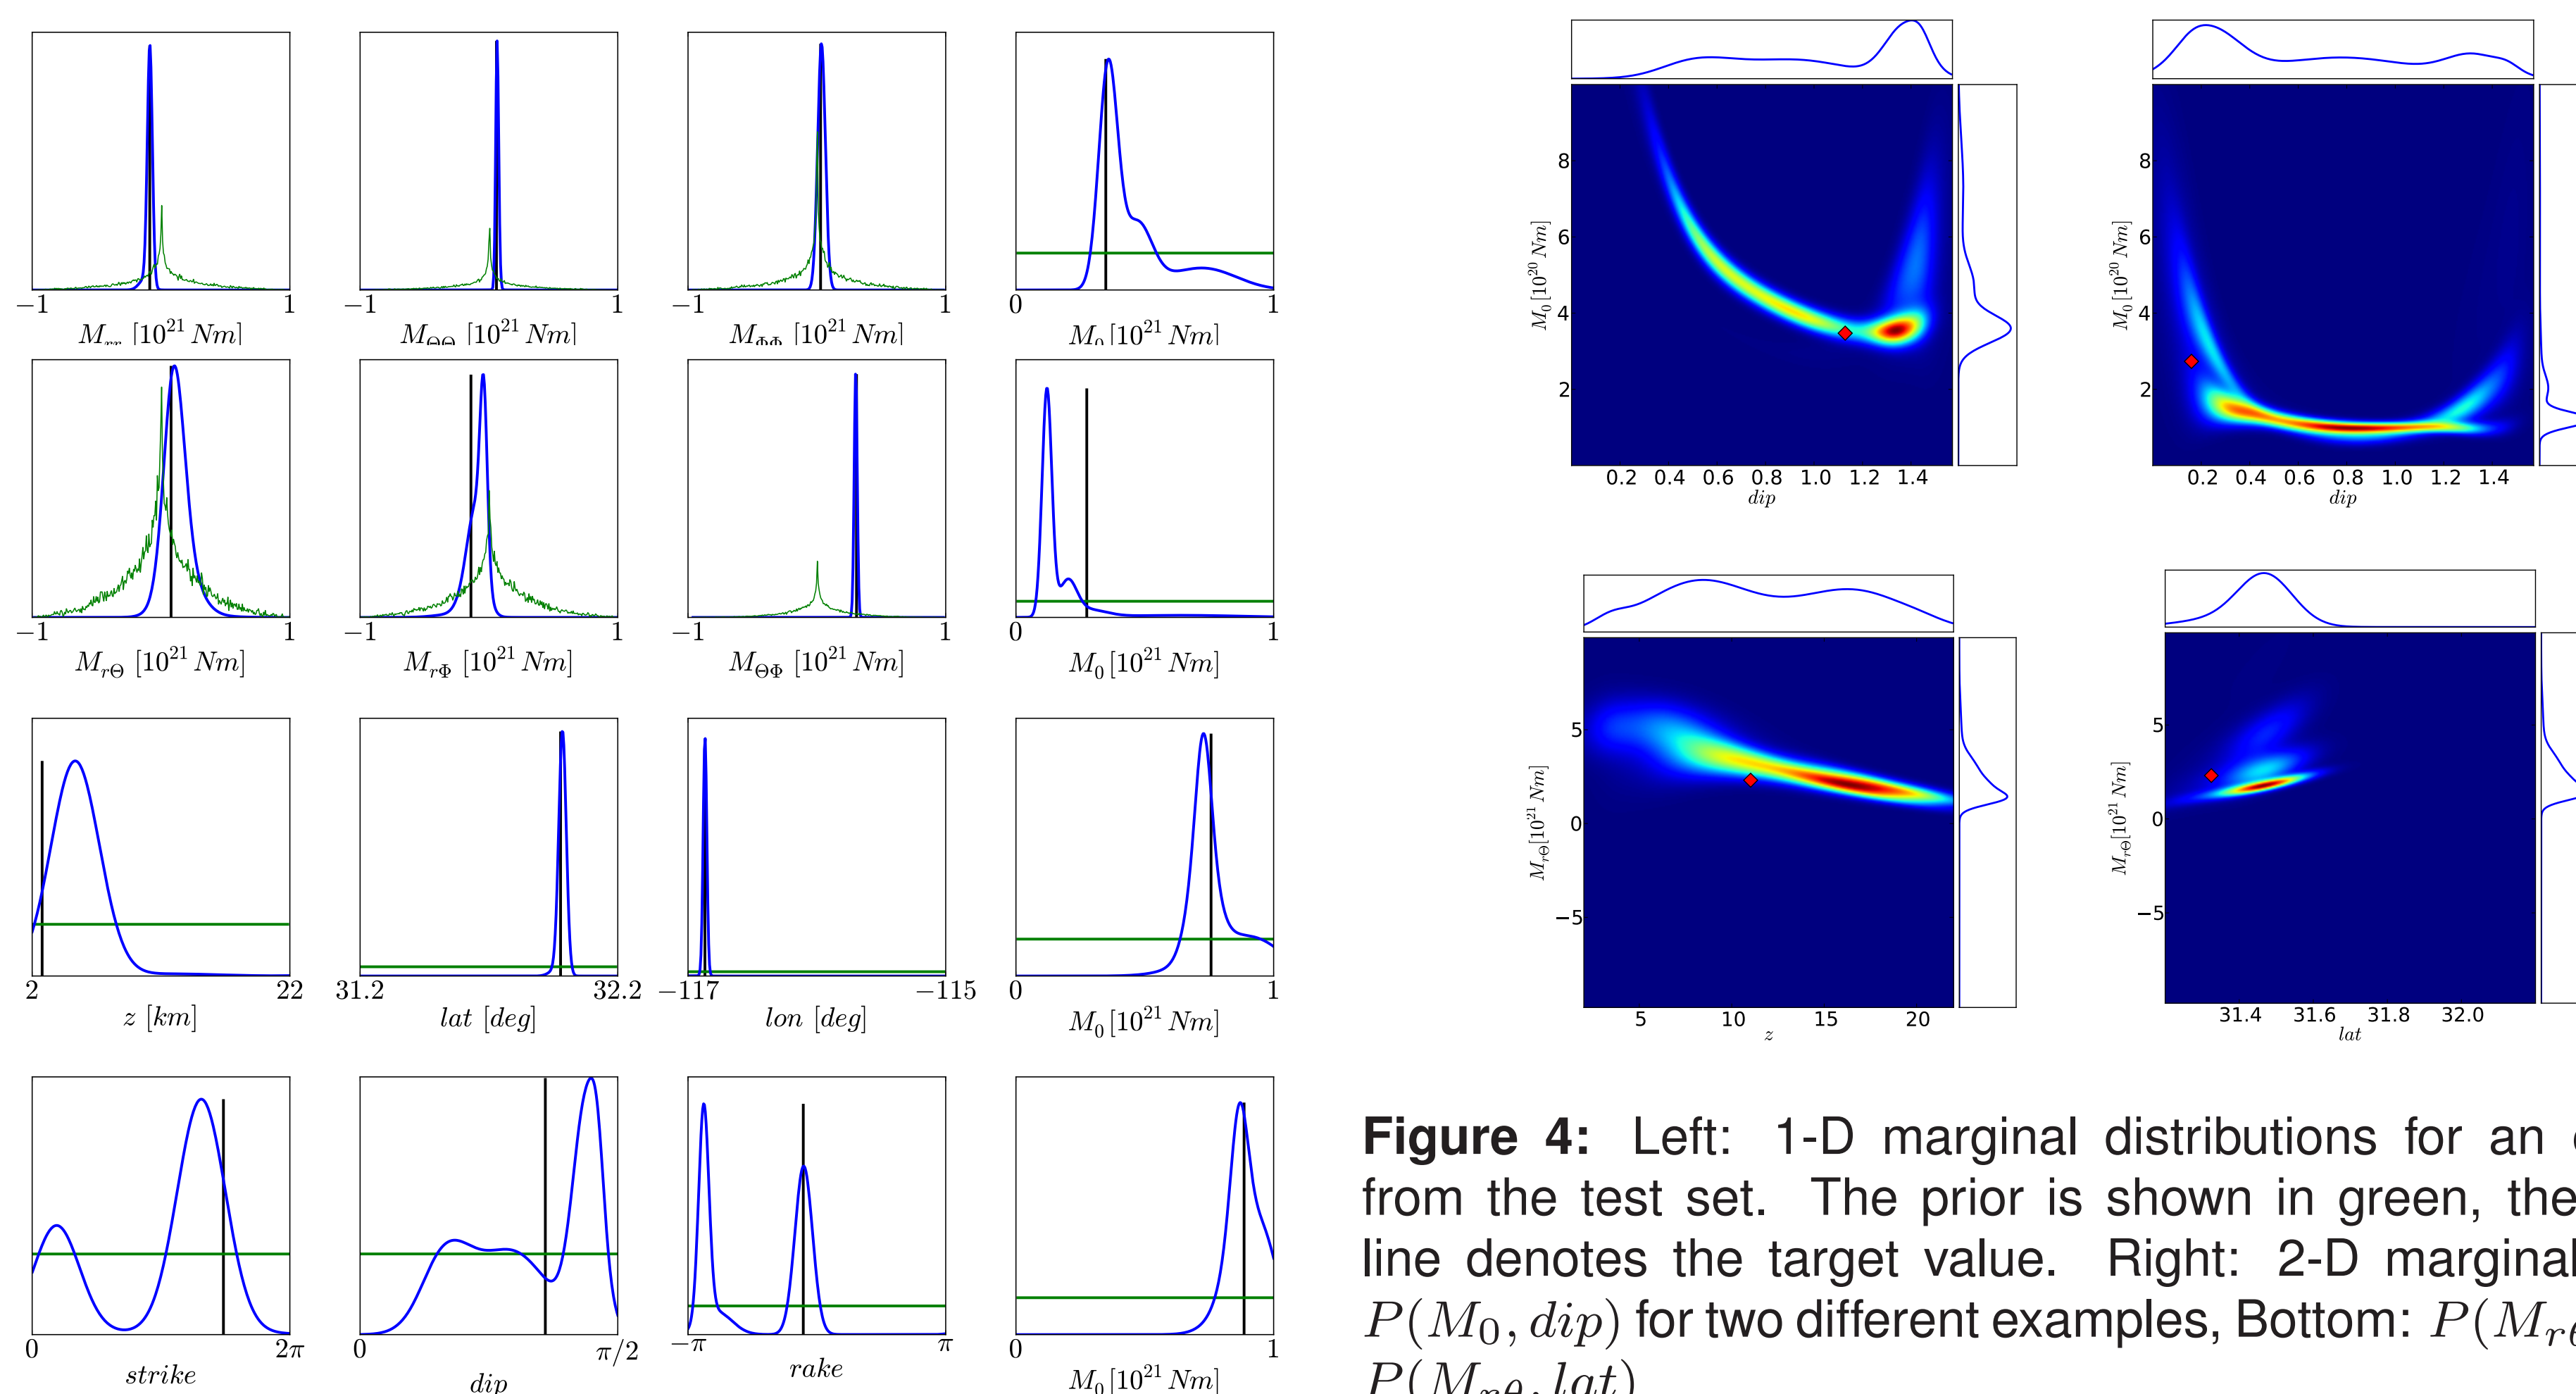 −1 1 −1 1 −1 1 0 1
M_rr [10^21 Nm] M_ΘΘ [10^21 Nm] M_ΦΦ [10^21 Nm] M_0 [10^21 Nm]
−1 1 −1 1 −1 1 0 1
M_rΘ [10^21 Nm] M_rΦ [10^21 Nm] M_ΘΦ [10^21 Nm] M_0 [10^21 Nm]
2 22 31.2 32.2 −117 −115 0 1
z [km] lat [deg] lon [deg] M_0 [10^21 Nm]
0 2π 0 π/2 −π π 0 1
strike dip rake M_0 [10^21 Nm]
M_0 [10^20 Nm]
8
6
4
2
0.2 0.4 0.6 0.8 1.0 1.2 1.4
dip
M_0 [10^20 Nm]
8
6
4
2
0.2 0.4 0.6 0.8 1.0 1.2 1.4
dip
M_rΘ [10^21 Nm]
5
0
−5
5 10 15 20
z
M_rΘ [10^21 Nm]
5
0
−5
31.4 31.6 31.8 32.0
lat
Figure 4: Left: 1-D marginal distributions for an
from the test set. The prior is shown in green, the
line denotes the target value. Right: 2-D marginal
P(M_0, dip) for two different examples, Bottom: P(M_rθ
P(M_rθ, lat)